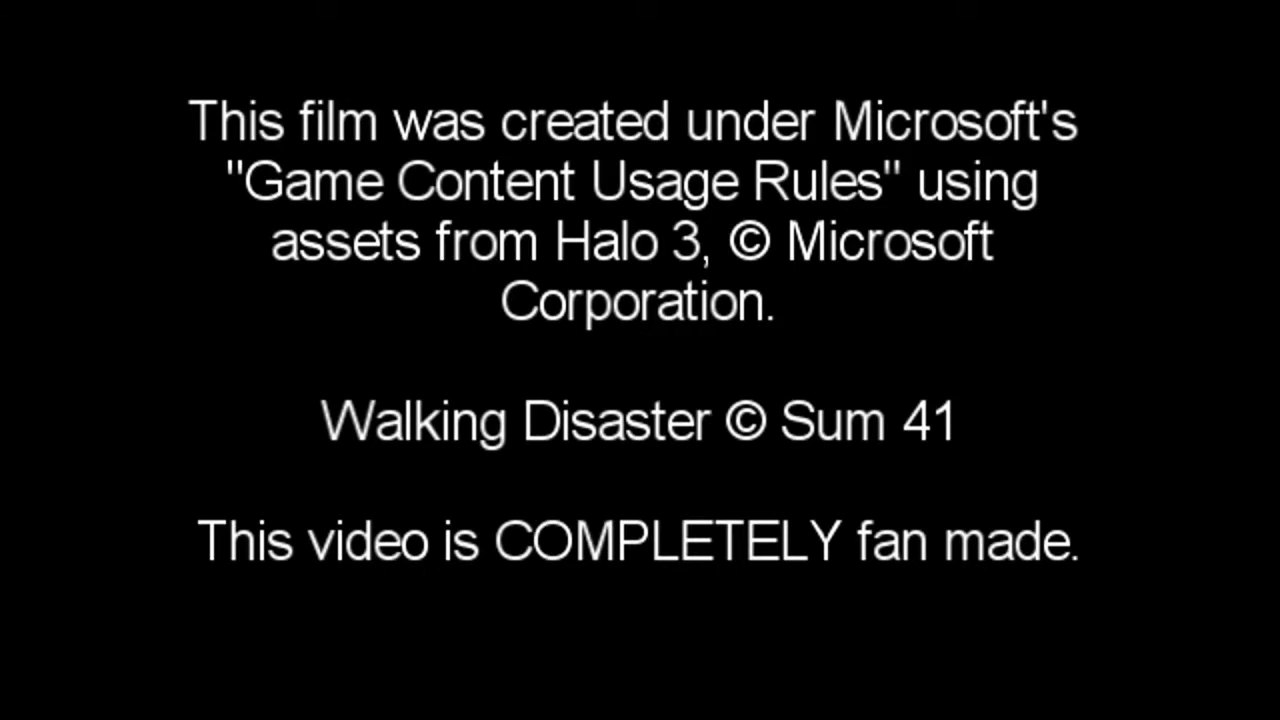 This film was created under Microsoft's
"Game Content Usage Rules" using
assets from Halo 3, © Microsoft
Corporation.
Walking Disaster © Sum 41
This video is COMPLETELY fan made.